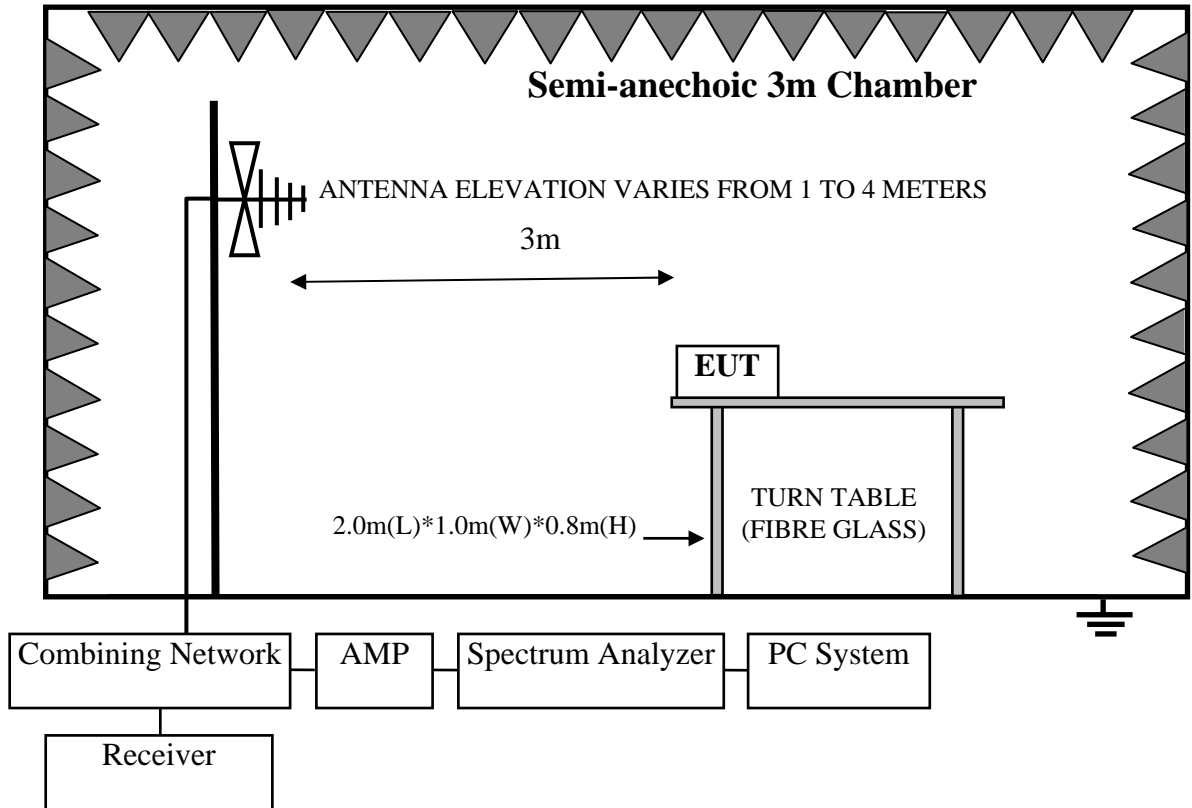 Semi-anechoic 3m Chamber
ANTENNA ELEVATION VARIES FROM 1 TO 4 METERS
3m
EUT
TURN TABLE
(FIBRE GLASS)
2.0m(L)*1.0m(W)*0.8m(H)
Combining Network
AMP
Spectrum Analyzer
PC System
Receiver